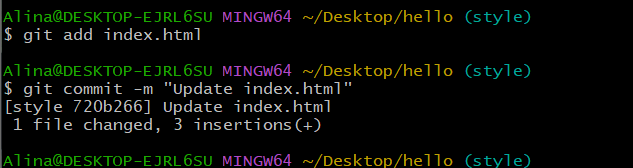 Alina@DESKTOP-EJRL6SU MINGW64 ~/Desktop/hello (style)
$ git add index.html
Alina@DESKTOP-EJRL6SU MINGW64 ~/Desktop/hello (style)
$ git commit -m "Update index.html"
[style 720b266] Update index.html
 1 file changed, 3 insertions(+)
Alina@DESKTOP-EJRL6SU MINGW64 ~/Desktop/hello (style)